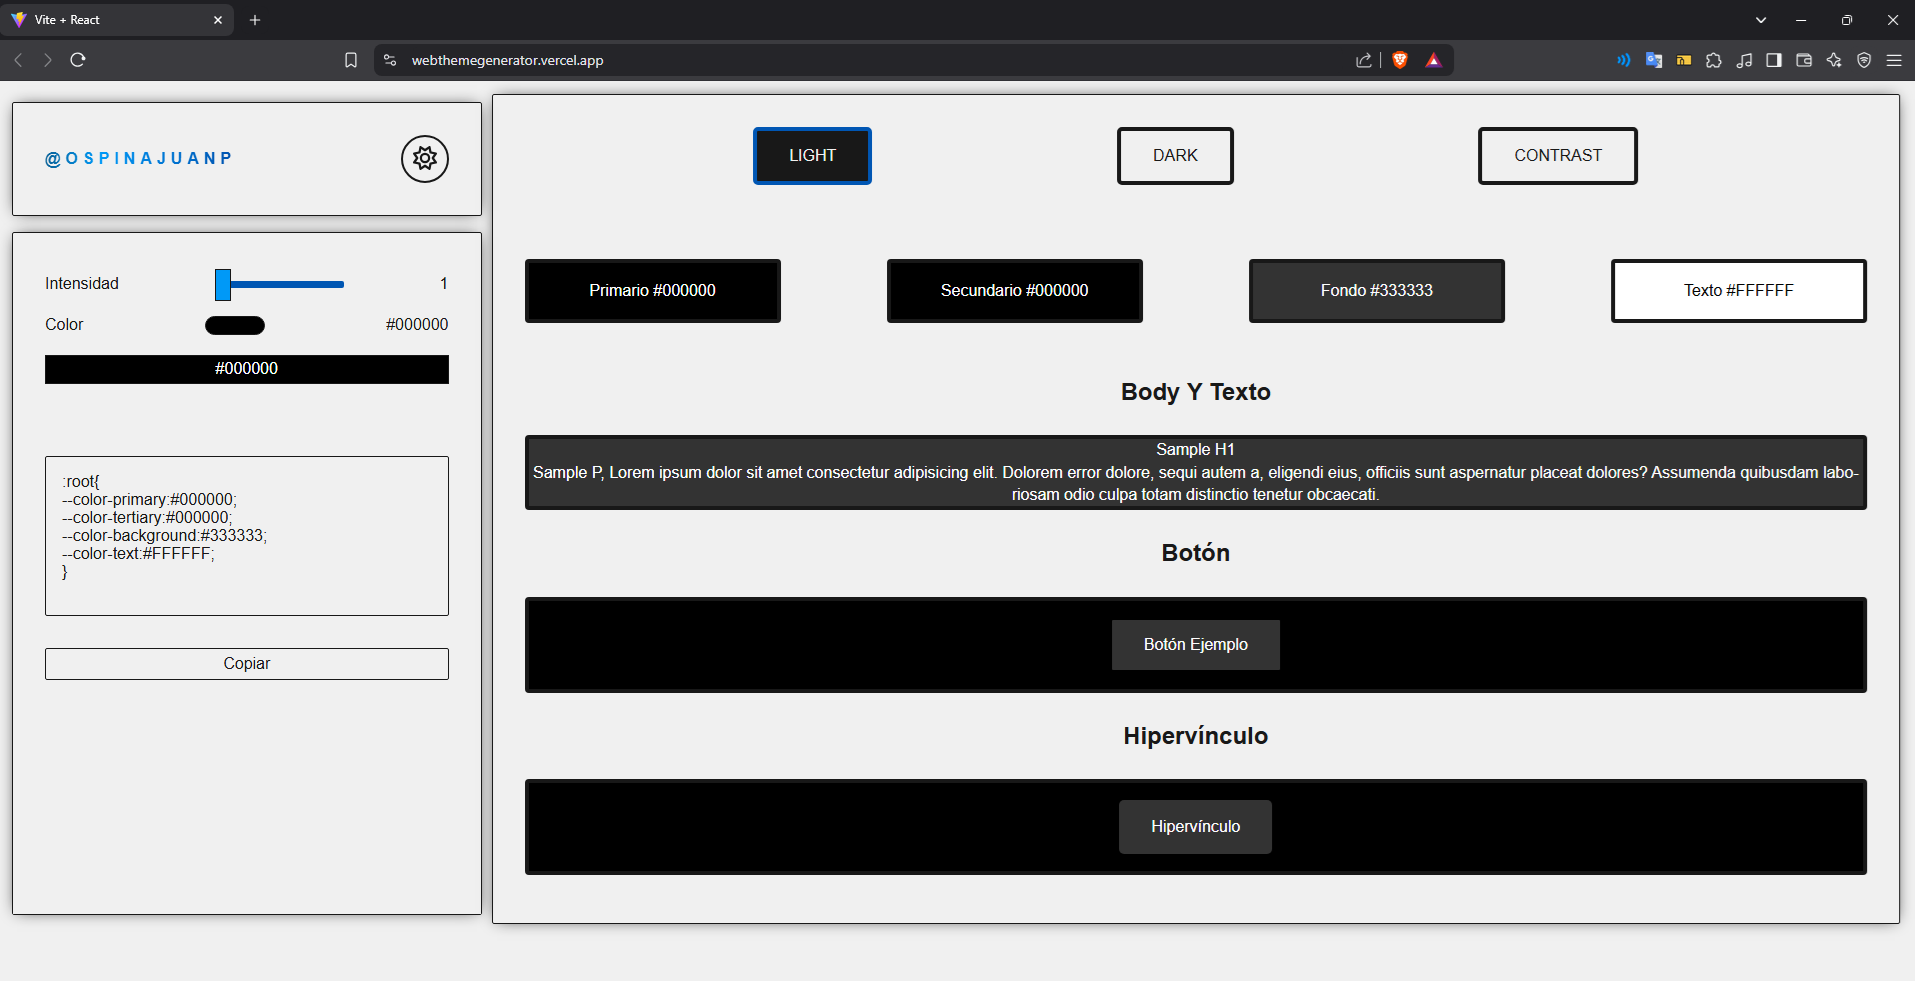 Vite + React
webthemegenerator.vercel.app
@OSPINAJUANP
Intensidad
1
Color
#000000
#000000
:root{
--color-primary:#000000;
--color-tertiary:#000000;
--color-background:#333333;
--color-text:#FFFFFF;
}
Copiar
LIGHT
DARK
CONTRAST
Primario #000000
Secundario #000000
Fondo #333333
Texto #FFFFFF
Body Y Texto
Sample H1
Sample P, Lorem ipsum dolor sit amet consectetur adipisicing elit. Dolorem error dolore, sequi autem a, eligendi eius, officiis sunt aspernatur placeat dolores? Assumenda quibusdam labo-
riosam odio culpa totam distinctio tenetur obcaecati.
Botón
Botón Ejemplo
Hipervínculo
Hipervínculo